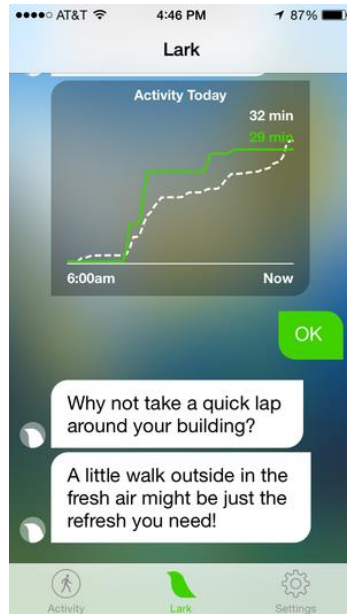 AT&T 4:46 PM 87%
Lark
Activity Today
32 min
29 min
6:00am Now
OK
Why not take a quick lap
around your building?
A little walk outside in the
fresh air might be just the
refresh you need!
Activity Lark Settings